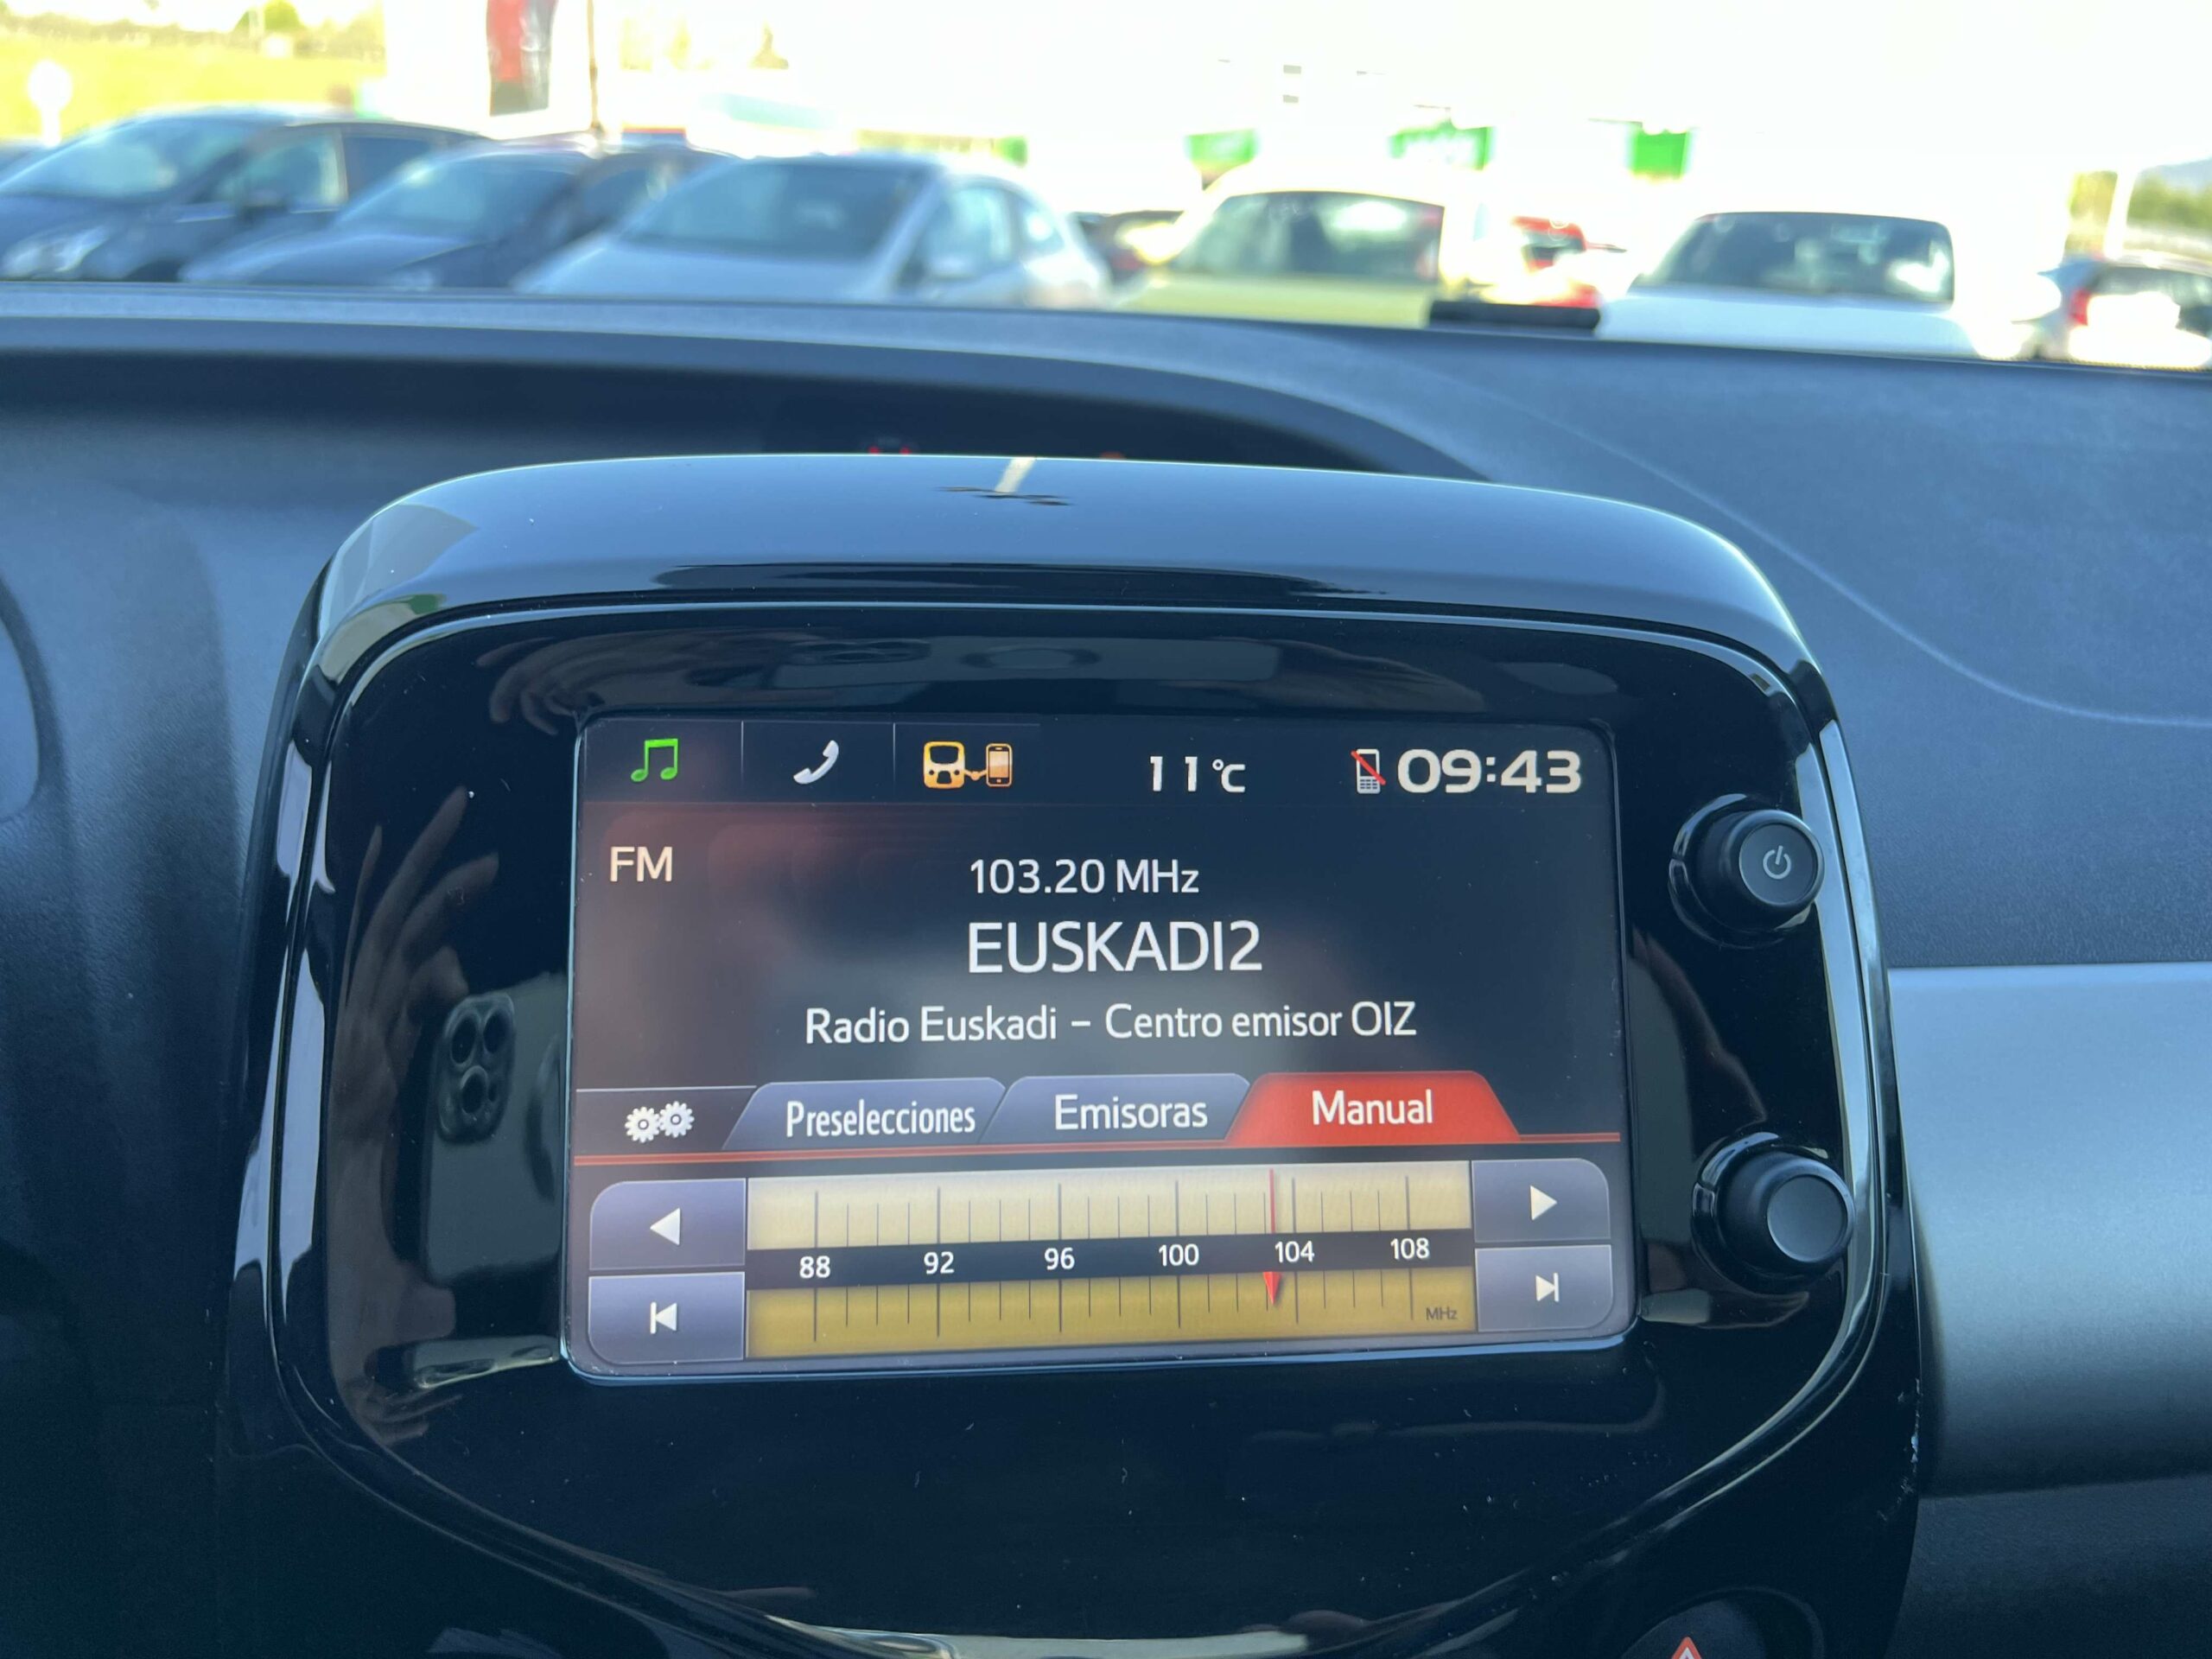 11°C 09:43
FM
103.20 MHz
EUSKADI2
Radio Euskadi – Centro emisor OIZ
Preselecciones Emisoras Manual
88 92 96 100 104 108
MHz